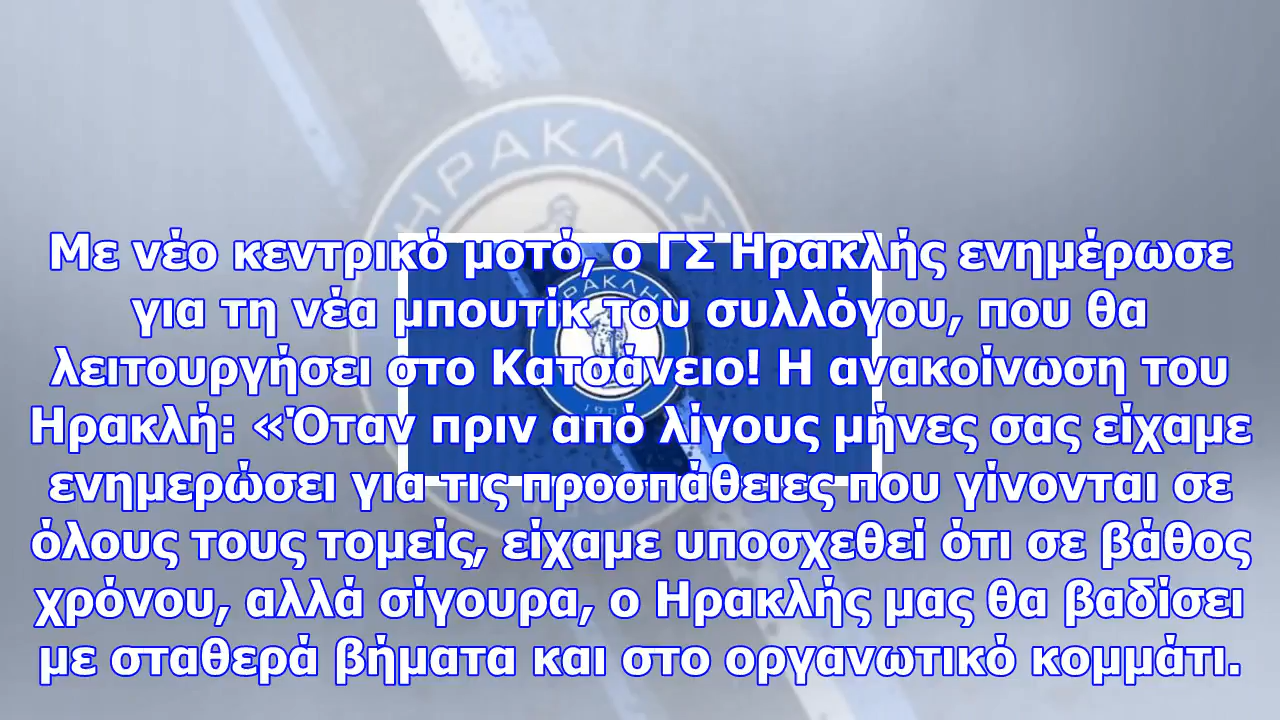 ΗΡΑΚΛΗΣ
Με νέο κεντρικό μοτό, ο ΓΣ Ηρακλής ενημέρωσε
για τη νέα μπουτίκ του συλλόγου, που θα
λειτουργήσει στο Κατσάνειο! Η ανακοίνωση του
Ηρακλή: «Όταν πριν από λίγους μήνες σας είχαμε
ενημερώσει για τις προσπάθειες που γίνονται σε
όλους τους τομείς, είχαμε υποσχεθεί ότι σε βάθος
χρόνου, αλλά σίγουρα, ο Ηρακλής μας θα βαδίσει
με σταθερά βήματα και στο οργανωτικό κομμάτι.